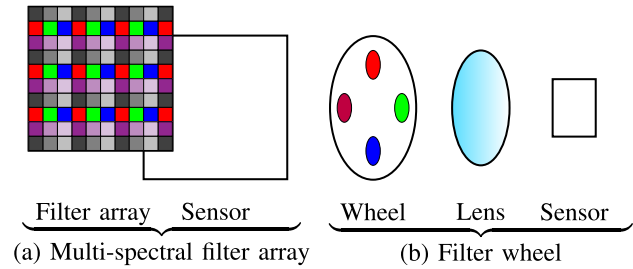 Filter array Sensor
Wheel Lens Sensor
(a) Multi-spectral filter array
(b) Filter wheel